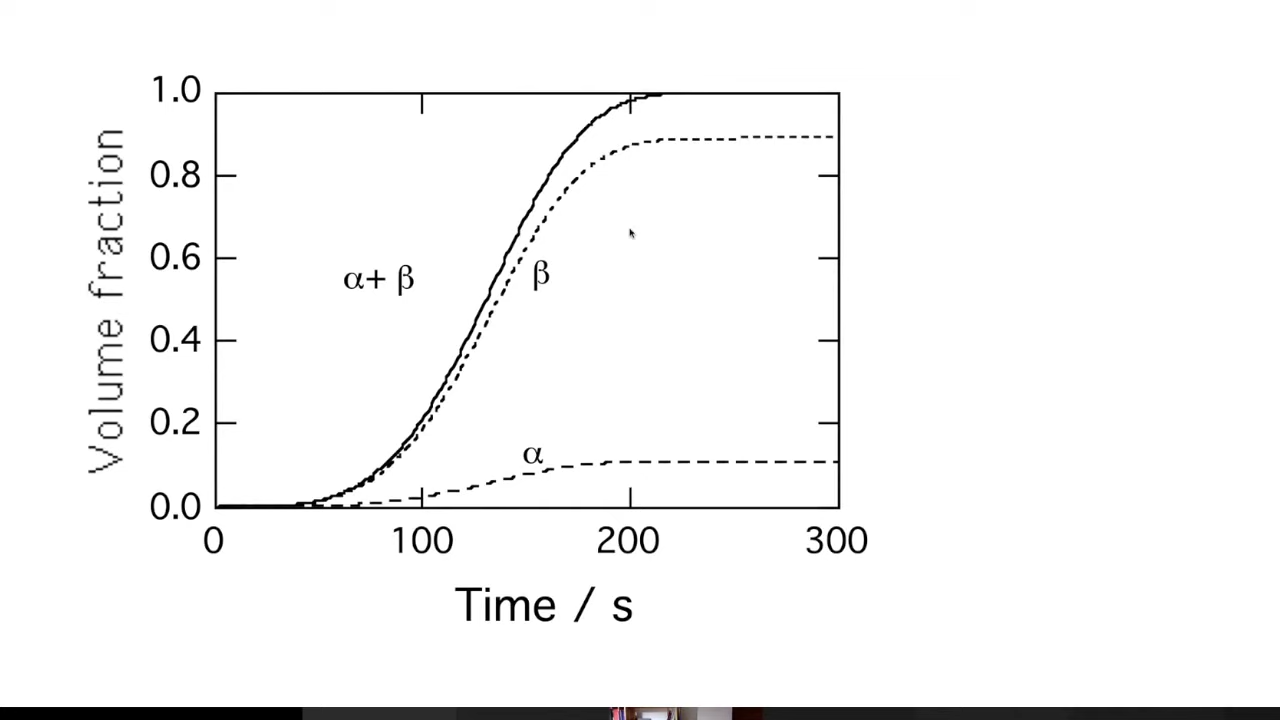 Volume fraction
1.0
0.8
0.6
0.4
0.2
0.0
α+ β
β
α
0 100 200 300
Time / s